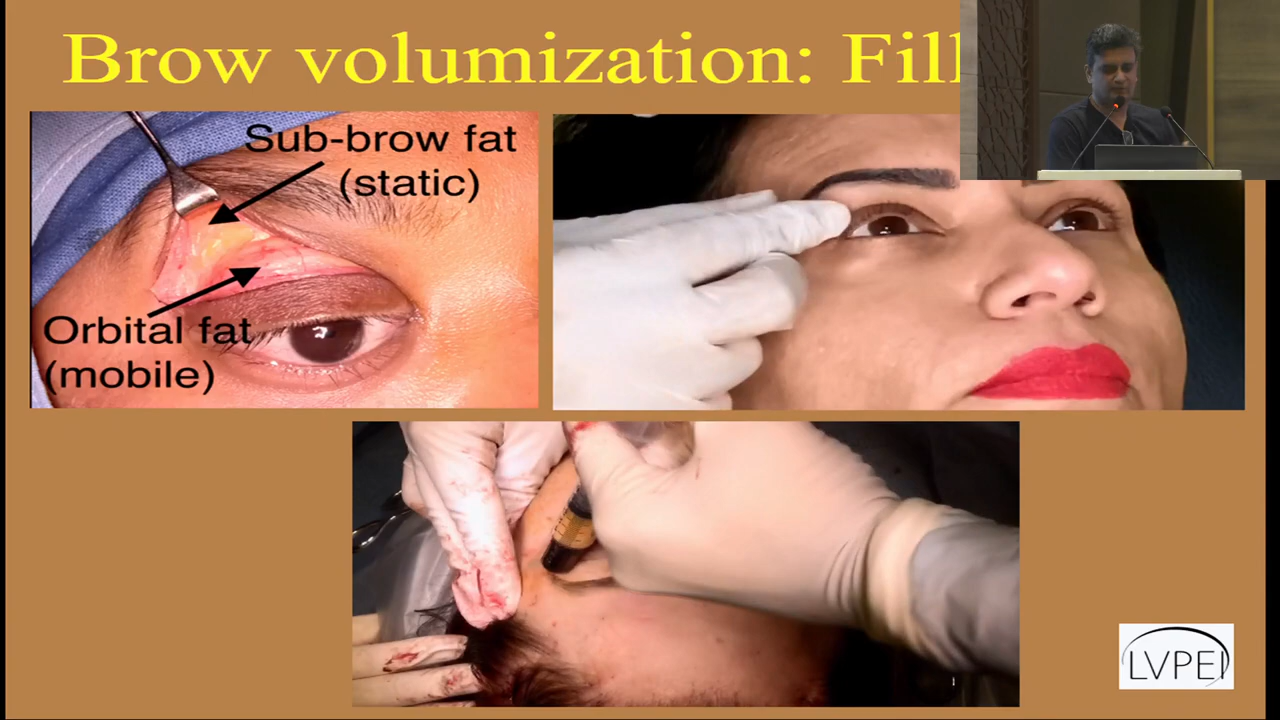 Brow volumization: Fill
Sub-brow fat
(static)
Orbital fat
(mobile)
LVPEI